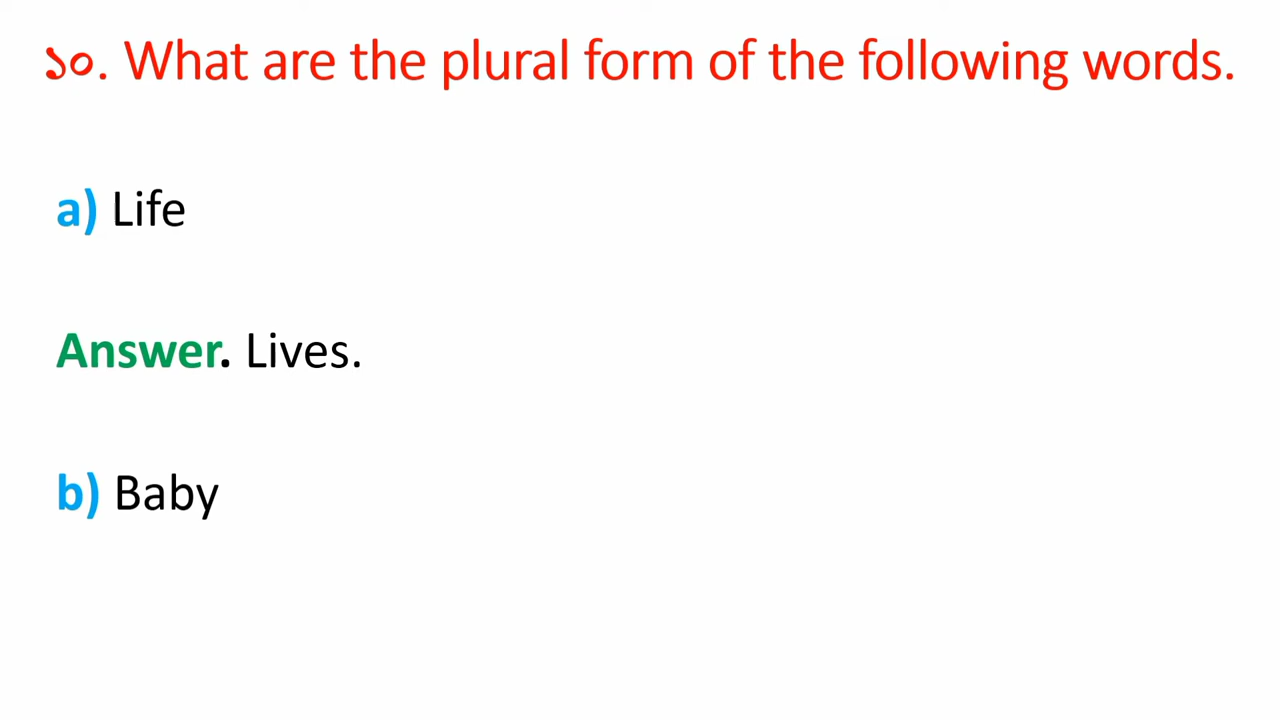 ১০. What are the plural form of the following words.
a) Life
Answer. Lives.
b) Baby